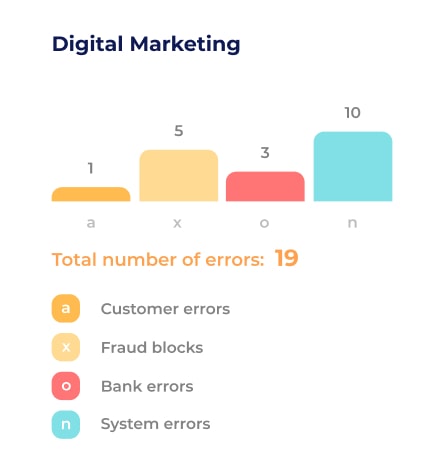 Digital Marketing
10
5
3
1
a x o n
Total number of errors: 19
a Customer errors
x Fraud blocks
o Bank errors
n System errors